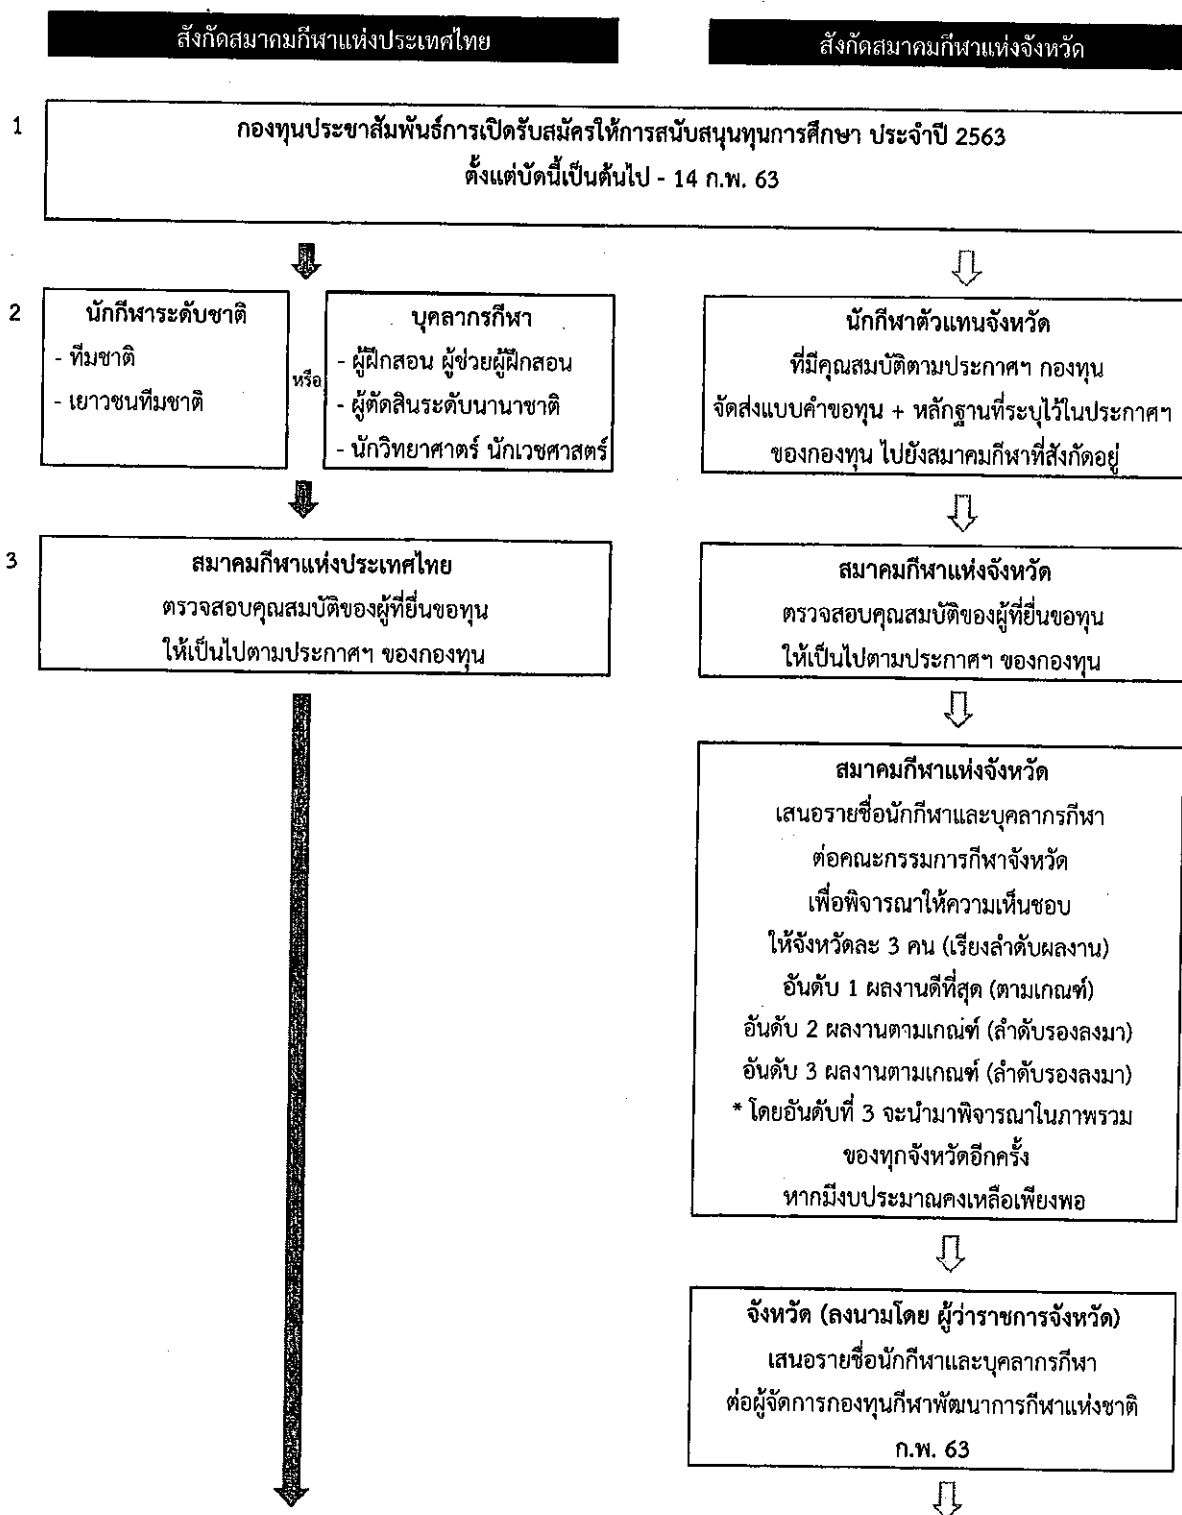 สังกัดสมาคมกีฬาแห่งประเทศไทย
สังกัดสมาคมกีฬาแห่งจังหวัด
1
กองทุนประชาสัมพันธ์การเปิดรับสมัครให้การสนับสนุนทุนการศึกษา ประจำปี 2563
ตั้งแต่บัดนี้เป็นต้นไป - 14 ก.พ. 63
2
นักกีฬาระดับชาติ
- ทีมชาติ
- เยาวชนทีมชาติ
หรือ
บุคลากรกีฬา
- ผู้ฝึกสอน ผู้ช่วยผู้ฝึกสอน
- ผู้ตัดสินระดับนานาชาติ
- นักวิทยาศาตร์ นักเวชศาสตร์
นักกีฬาตัวแทนจังหวัด
ที่มีคุณสมบัติตามประกาศฯ กองทุน
จัดส่งแบบคำขอทุน + หลักฐานที่ระบุไว้ในประกาศฯ
ของกองทุน ไปยังสมาคมกีฬาที่สังกัดอยู่
3
สมาคมกีฬาแห่งประเทศไทย
ตรวจสอบคุณสมบัติของผู้ที่ยื่นขอทุน
ให้เป็นไปตามประกาศฯ ของกองทุน
สมาคมกีฬาแห่งจังหวัด
ตรวจสอบคุณสมบัติของผู้ที่ยื่นขอทุน
ให้เป็นไปตามประกาศฯ ของกองทุน
สมาคมกีฬาแห่งจังหวัด
เสนอรายชื่อนักกีฬาและบุคลากรกีฬา
ต่อคณะกรรมการกีฬาจังหวัด
เพื่อพิจารณาให้ความเห็นชอบ
ให้จังหวัดละ 3 คน (เรียงลำดับผลงาน)
อันดับ 1 ผลงานดีที่สุด (ตามเกณฑ์)
อันดับ 2 ผลงานตามเกณฑ์ (ลำดับรองลงมา)
อันดับ 3 ผลงานตามเกณฑ์ (ลำดับรองลงมา)
* โดยอันดับที่ 3 จะนำมาพิจารณาในภาพรวม
ของทุกจังหวัดอีกครั้ง
หากมีงบประมาณคงเหลือเพียงพอ
จังหวัด (ลงนามโดย ผู้ว่าราชการจังหวัด)
เสนอรายชื่อนักกีฬาและบุคลากรกีฬา
ต่อผู้จัดการกองทุนกีฬาพัฒนาการกีฬาแห่งชาติ
ก.พ. 63